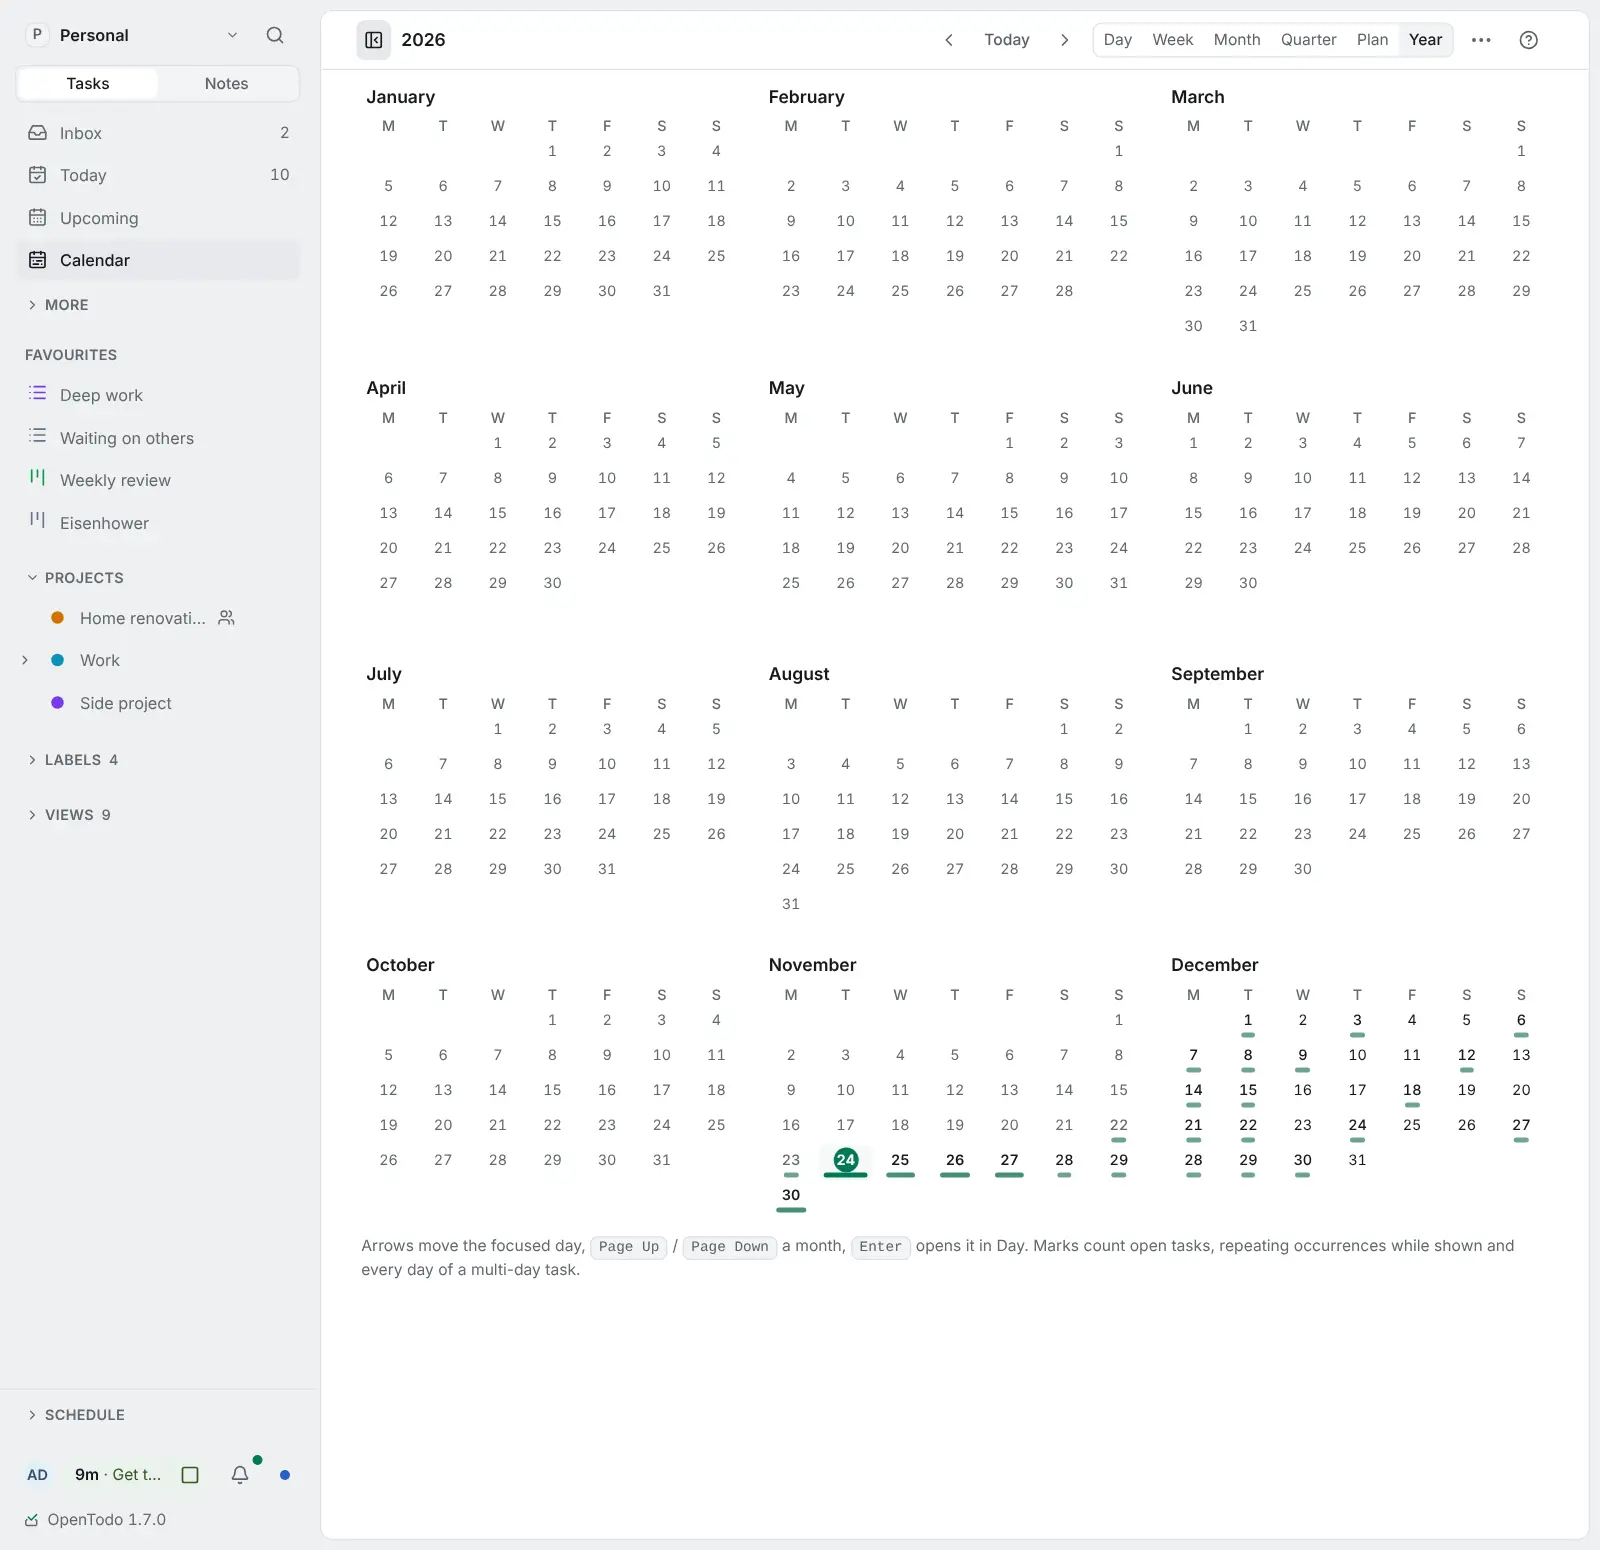 P Personal
Tasks Notes
Inbox 2
Today 10
Upcoming
Calendar
MORE
FAVOURITES
Deep work
Waiting on others
Weekly review
Eisenhower
PROJECTS
Home renovati...
Work
Side project
LABELS 4
VIEWS 9
SCHEDULE
AD 9m · Get t...
OpenTodo 1.7.0
2026 Today Day Week Month Quarter Plan Year
January February March
M T W T F S S M T W T F S S M T W T F S S
1 2 3 4 1 1
5 6 7 8 9 10 11 2 3 4 5 6 7 8 2 3 4 5 6 7 8
12 13 14 15 16 17 18 9 10 11 12 13 14 15 9 10 11 12 13 14 15
19 20 21 22 23 24 25 16 17 18 19 20 21 22 16 17 18 19 20 21 22
26 27 28 29 30 31 23 24 25 26 27 28 23 24 25 26 27 28 29
30 31
April May June
M T W T F S S M T W T F S S M T W T F S S
1 2 3 4 5 1 2 3 1 2 3 4 5 6 7
6 7 8 9 10 11 12 4 5 6 7 8 9 10 8 9 10 11 12 13 14
13 14 15 16 17 18 19 11 12 13 14 15 16 17 15 16 17 18 19 20 21
20 21 22 23 24 25 26 18 19 20 21 22 23 24 22 23 24 25 26 27 28
27 28 29 30 25 26 27 28 29 30 31 29 30
July August September
M T W T F S S M T W T F S S M T W T F S S
1 2 3 4 5 1 2 1 2 3 4 5 6
6 7 8 9 10 11 12 3 4 5 6 7 8 9 7 8 9 10 11 12 13
13 14 15 16 17 18 19 10 11 12 13 14 15 16 14 15 16 17 18 19 20
20 21 22 23 24 25 26 17 18 19 20 21 22 23 21 22 23 24 25 26 27
27 28 29 30 31 24 25 26 27 28 29 30 28 29 30
31
October November December
M T W T F S S M T W T F S S M T W T F S S
1 2 3 4 1 1 2 3 4 5 6
5 6 7 8 9 10 11 2 3 4 5 6 7 8 7 8 9 10 11 12 13
12 13 14 15 16 17 18 9 10 11 12 13 14 15 14 15 16 17 18 19 20
19 20 21 22 23 24 25 16 17 18 19 20 21 22 21 22 23 24 25 26 27
26 27 28 29 30 31 23 24 25 26 27 28 29 28 29 30 31
30
Arrows move the focused day, Page Up / Page Down a month, Enter opens it in Day. Marks count open tasks, repeating occurrences while shown and
every day of a multi-day task.